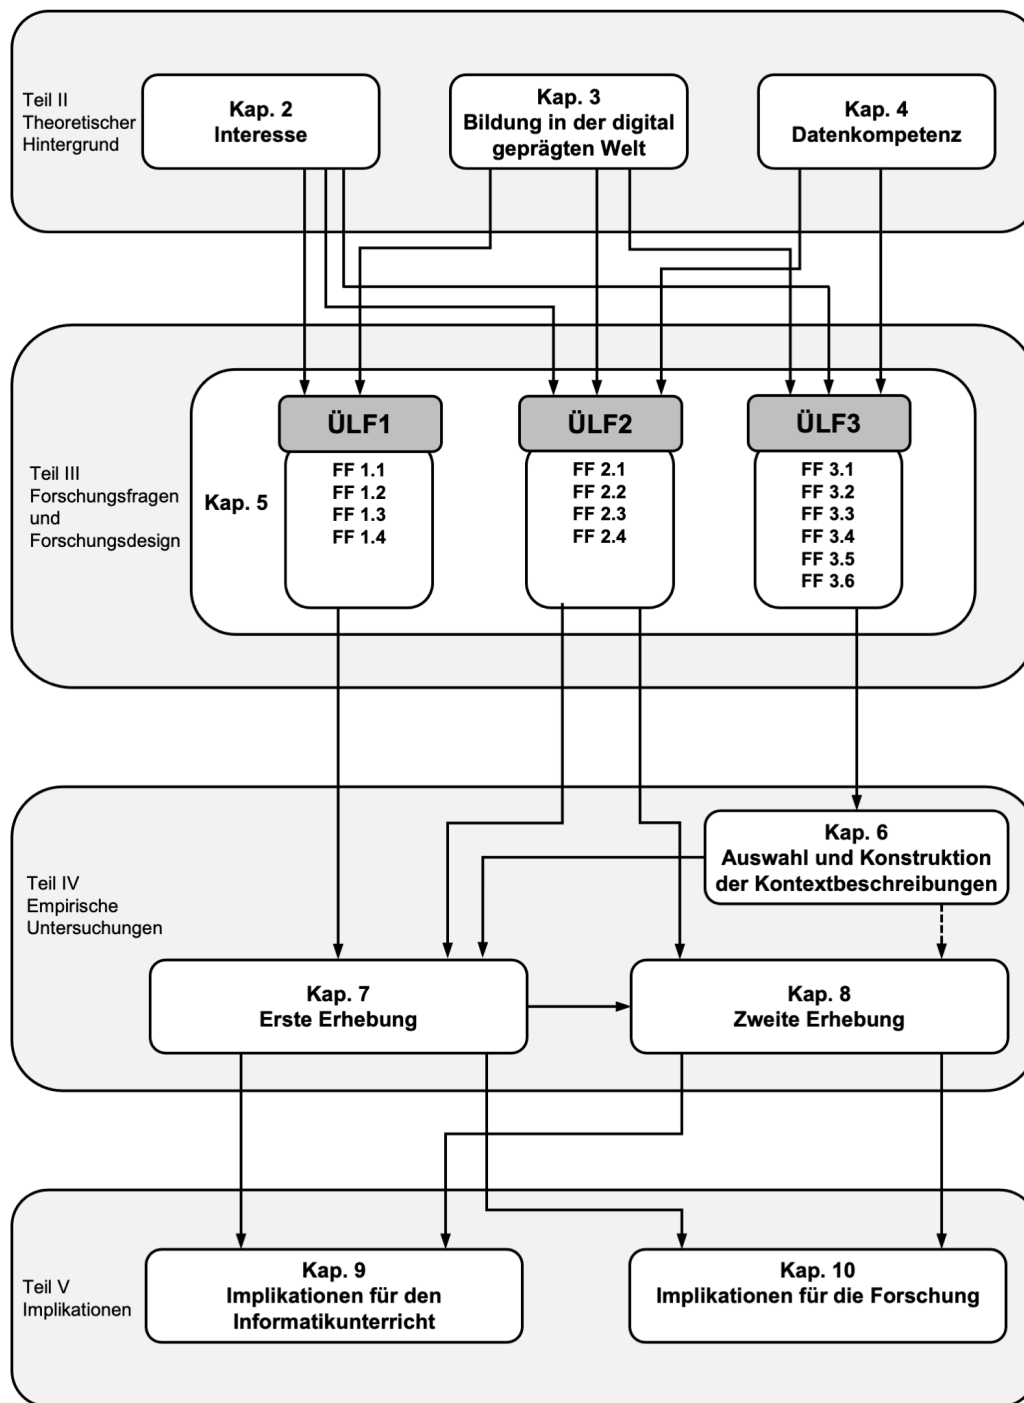 Teil II
Theoretischer
Hintergrund
Kap. 2
Interesse
Kap. 3
Bildung in der digital
geprägten Welt
Kap. 4
Datenkompetenz
Teil III
Forschungsfragen
und
Forschungsdesign
Kap. 5
ÜLF1
FF 1.1
FF 1.2
FF 1.3
FF 1.4
ÜLF2
FF 2.1
FF 2.2
FF 2.3
FF 2.4
ÜLF3
FF 3.1
FF 3.2
FF 3.3
FF 3.4
FF 3.5
FF 3.6
Teil IV
Empirische
Untersuchungen
Kap. 6
Auswahl und Konstruktion
der Kontextbeschreibungen
Kap. 7
Erste Erhebung
Kap. 8
Zweite Erhebung
Teil V
Implikationen
Kap. 9
Implikationen für den
Informatikunterricht
Kap. 10
Implikationen für die Forschung